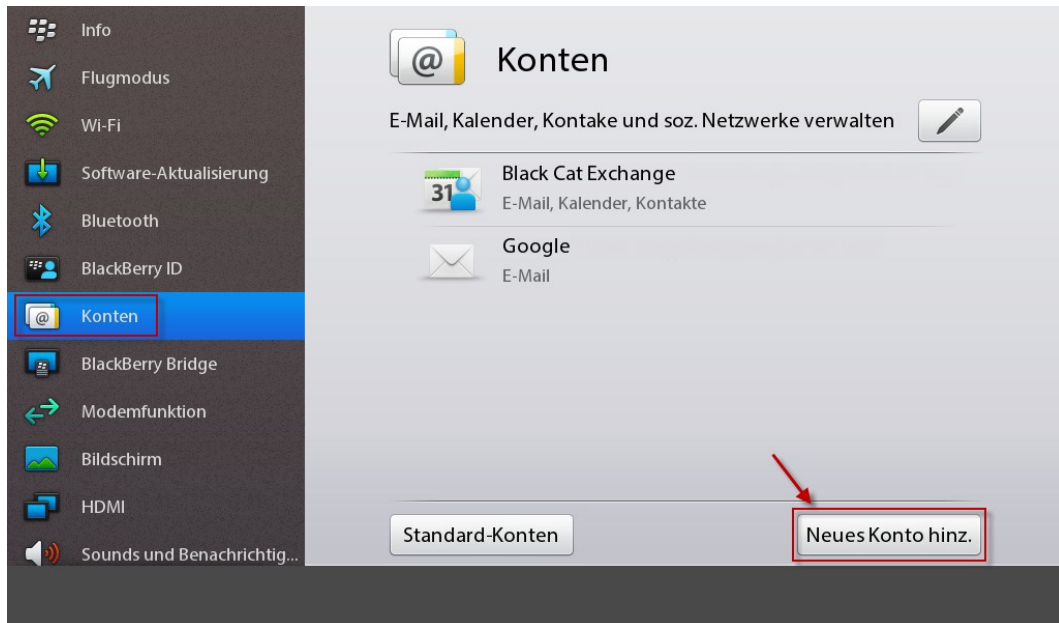 Info
Flugmodus
Wi-Fi
Software-Aktualisierung
Bluetooth
BlackBerry ID
Konten
BlackBerry Bridge
Modemfunktion
Bildschirm
HDMI
Sounds und Benachrichtig...
@ Konten
E-Mail, Kalender, Kontake und soz. Netzwerke verwalten
31
Black Cat Exchange
E-Mail, Kalender, Kontakte
Google
E-Mail
Standard-Konten
Neues Konto hinz.